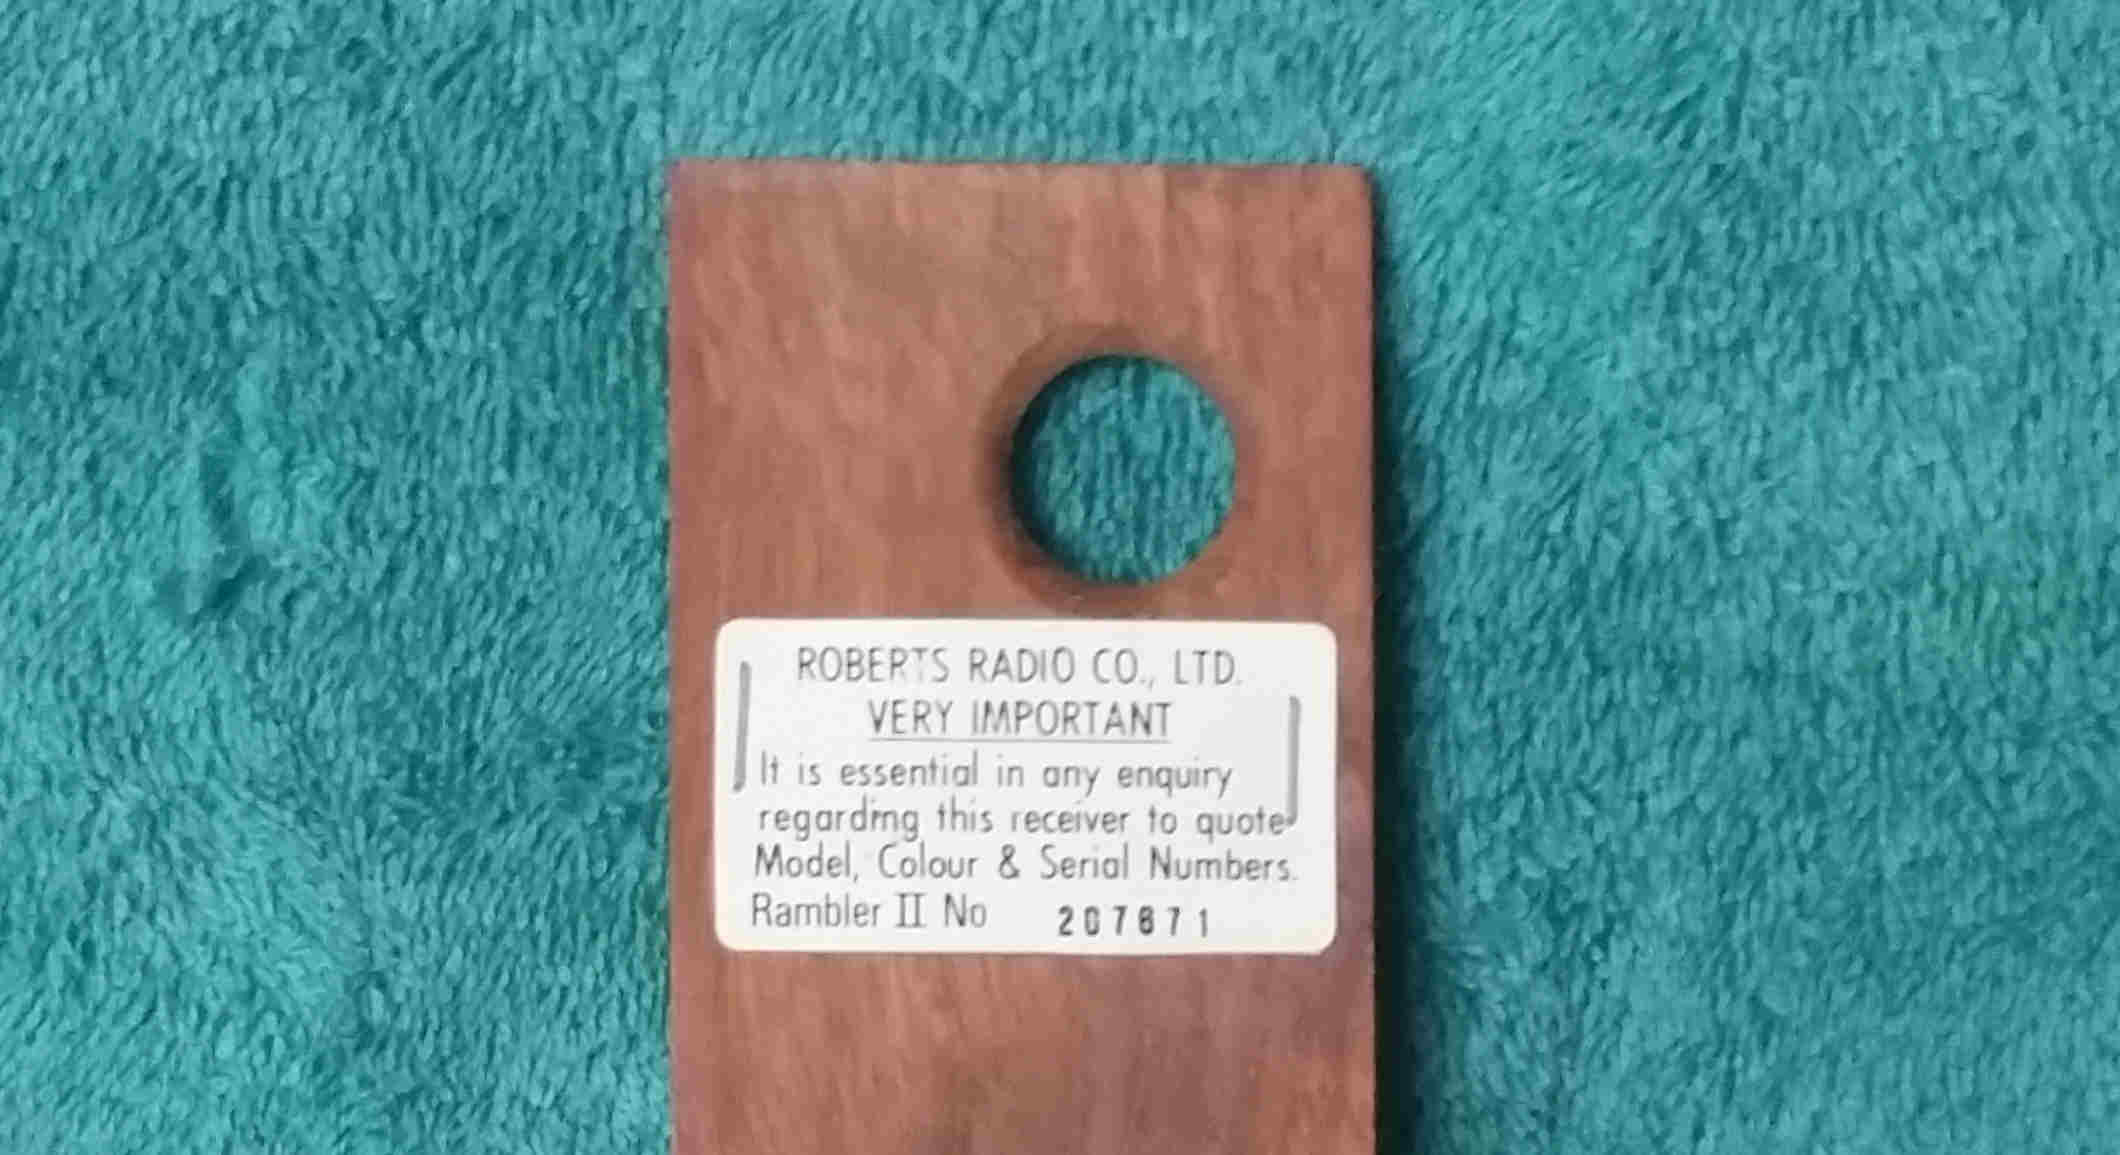 ROBERTS RADIO CO., LTD.
VERY IMPORTANT
It is essential in any enquiry
regarding this receiver to quote
Model, Colour & Serial Numbers.
Rambler II No 207671